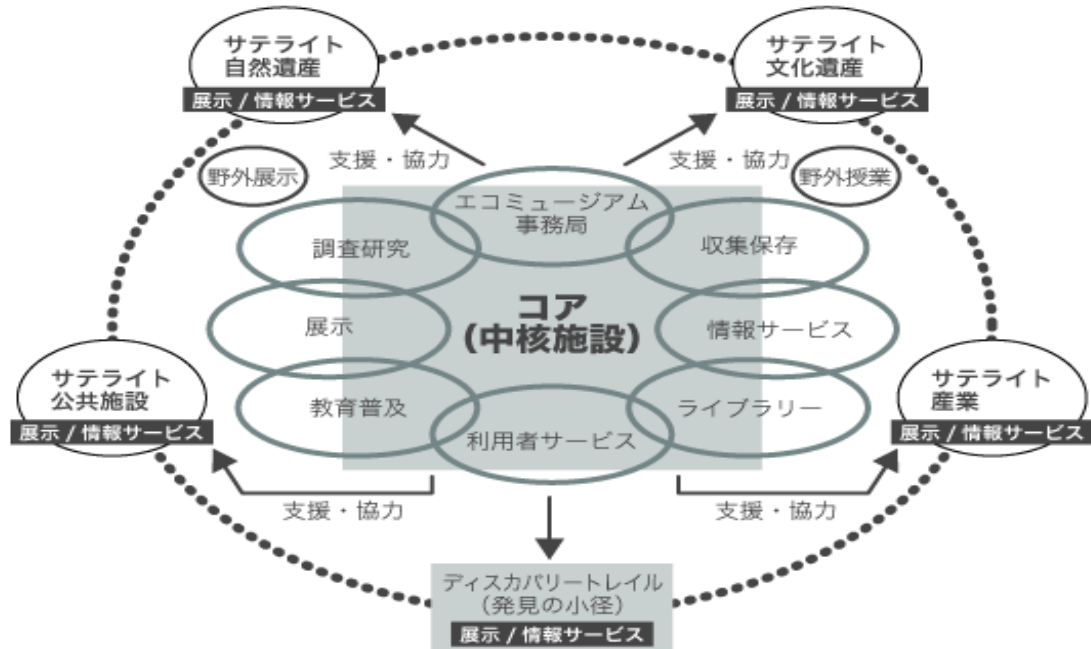 サテライト
自然遺産
展示 / 情報サービス
サテライト
文化遺産
展示 / 情報サービス
支援・協力
支援・協力
野外展示
野外授業
エコミュージアム
事務局
調査研究
収集保存
コア
(中核施設)
展示
情報サービス
サテライト
公共施設
展示 / 情報サービス
サテライト
産業
展示 / 情報サービス
教育普及
ライブラリー
利用者サービス
支援・協力
支援・協力
ディスカバリートレイル
(発見の小径)
展示 / 情報サービス